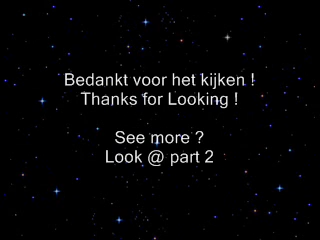 Bedankt voor het kijken !
Thanks for Looking !
See more ?
Look @ part 2